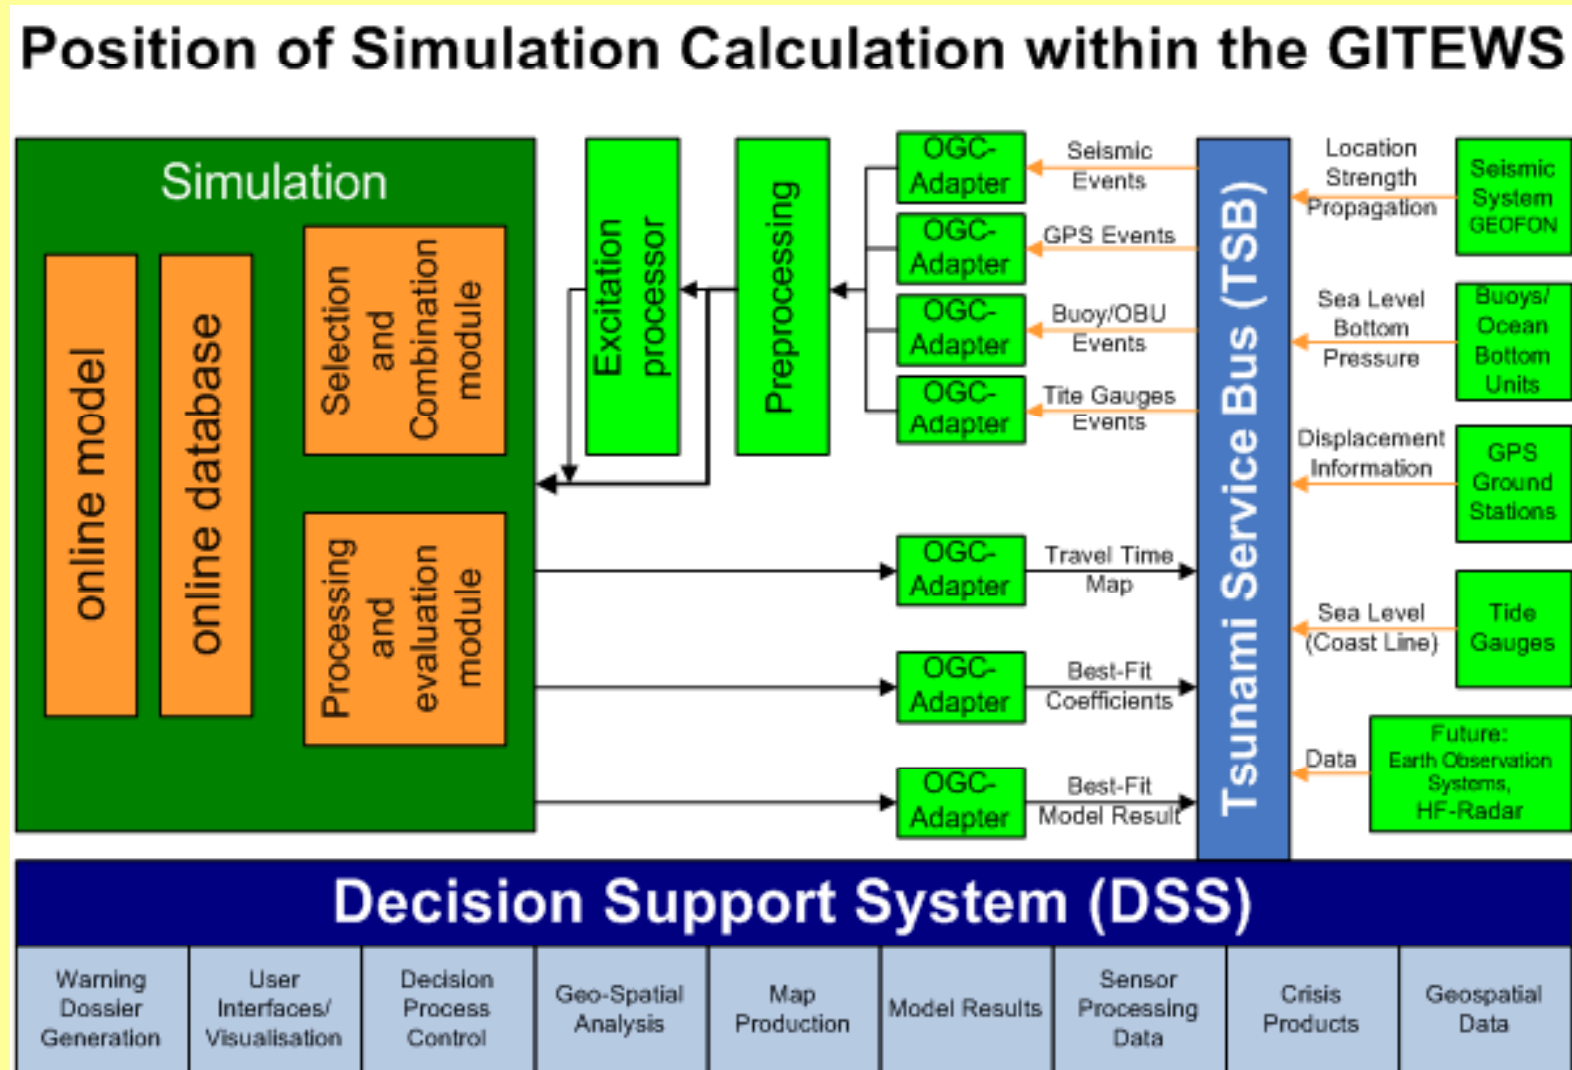 Position of Simulation Calculation within the GITEWS
Simulation
online model
online database
Selection
and
Combination
module
Processing
and
evaluation
module
Excitation
processor
Preprocessing
OGC-
Adapter
OGC-
Adapter
OGC-
Adapter
OGC-
Adapter
Seismic
Events
GPS Events
Buoy/OBU
Events
Tite Gauges
Events
OGC-
Adapter
Travel Time
Map
OGC-
Adapter
Best-Fit
Coefficients
OGC-
Adapter
Best-Fit
Model Result
Tsunami Service Bus (TSB)
Location
Strength
Propagation
Seismic
System
GEOFON
Sea Level
Bottom
Pressure
Buoys/
Ocean
Bottom
Units
Displacement
Information
GPS
Ground
Stations
Sea Level
(Coast Line)
Tide
Gauges
Data
Future:
Earth Observation
Systems,
HF-Radar
Decision Support System (DSS)
Warning
Dossier
Generation
User
Interfaces/
Visualisation
Decision
Process
Control
Geo-Spatial
Analysis
Map
Production
Model Results
Sensor
Processing
Data
Crisis
Products
Geospatial
Data